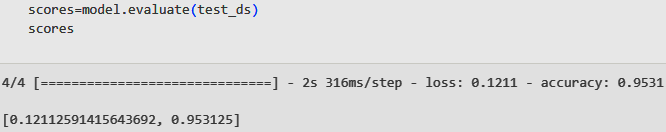 scores=model.evaluate(test_ds)
scores
4/4 [==============================] - 2s 316ms/step - loss: 0.1211 - accuracy: 0.9531
[0.12112591415643692, 0.953125]